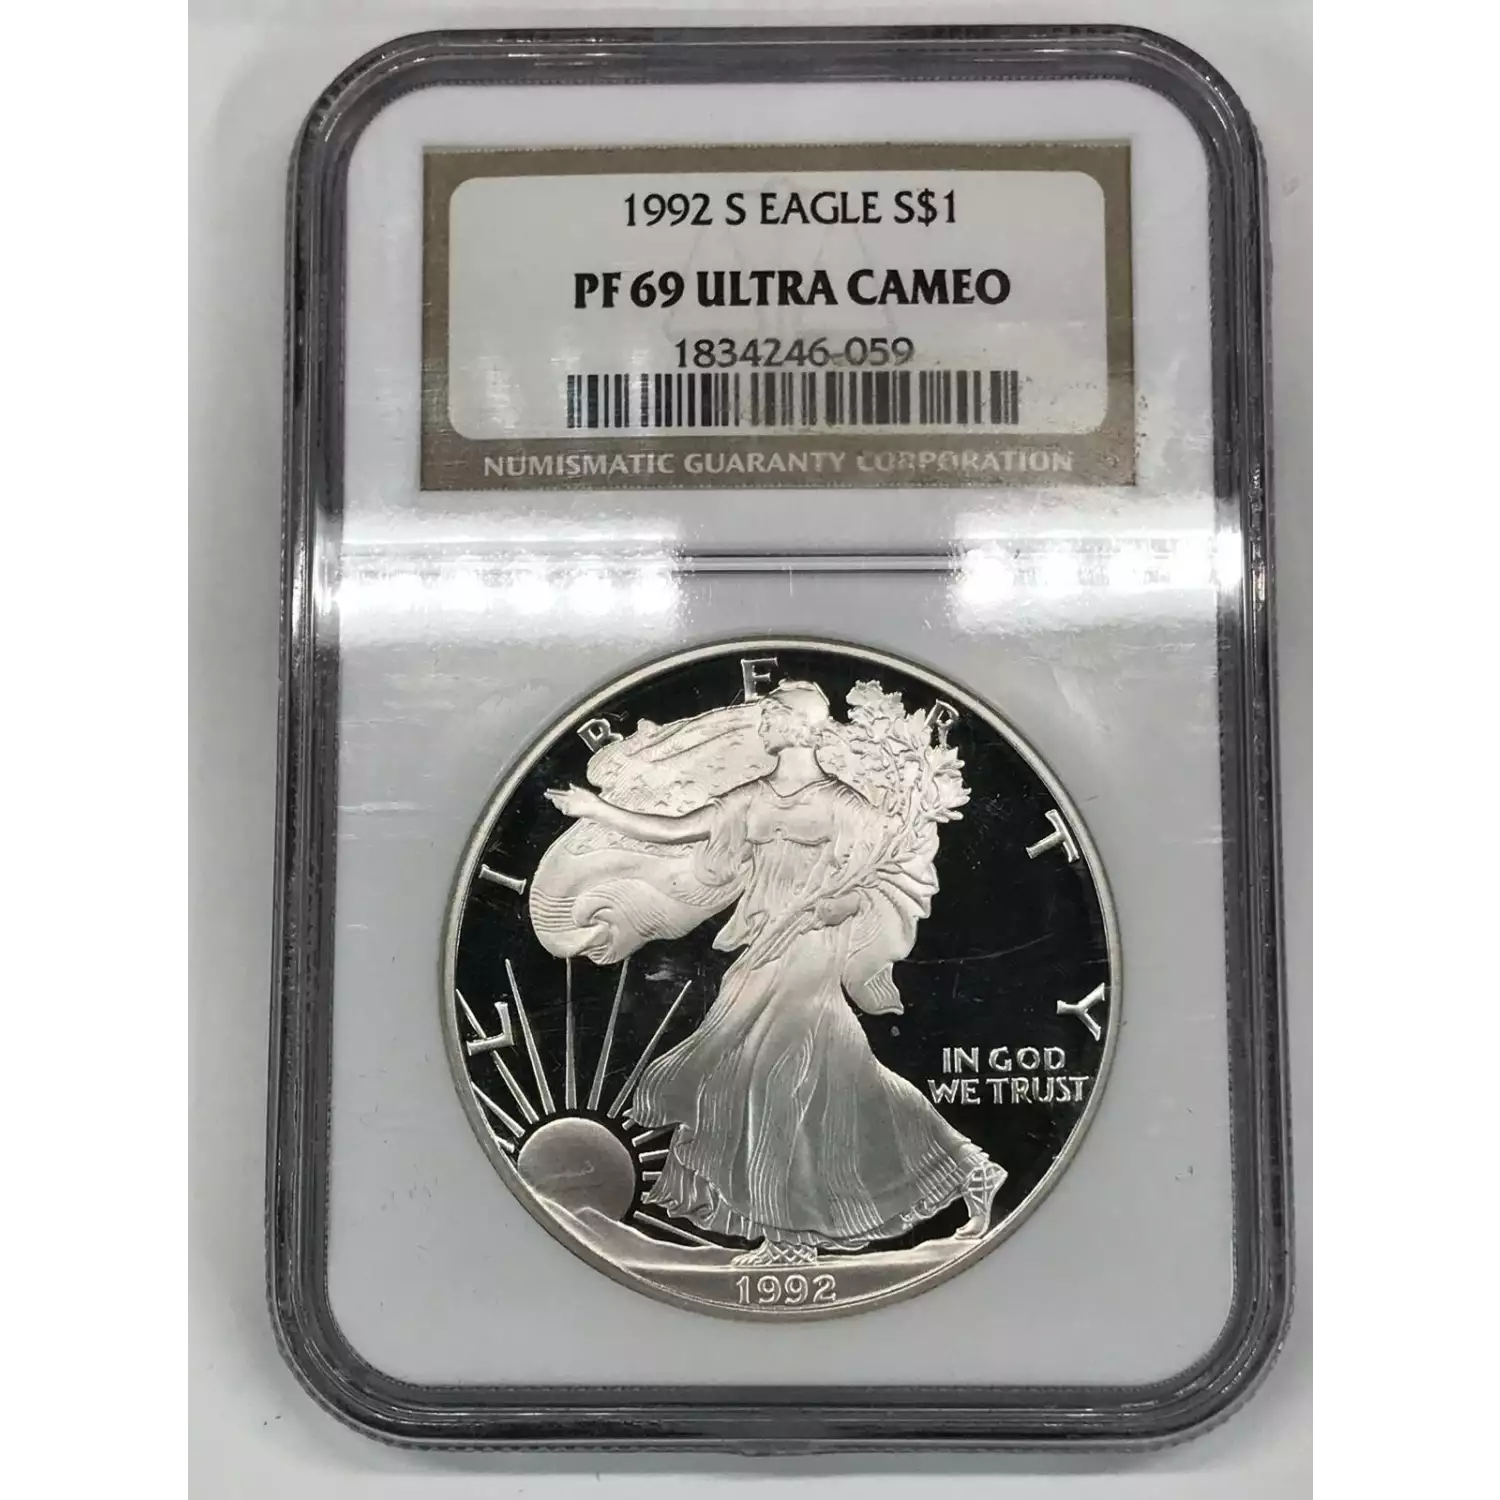 1992 S EAGLE S$1
PF 69 ULTRA CAMEO
1834246-059
NUMISMATIC GUARANTY CORPORATION
LIBERTY
IN GOD
WE TRUST
1992